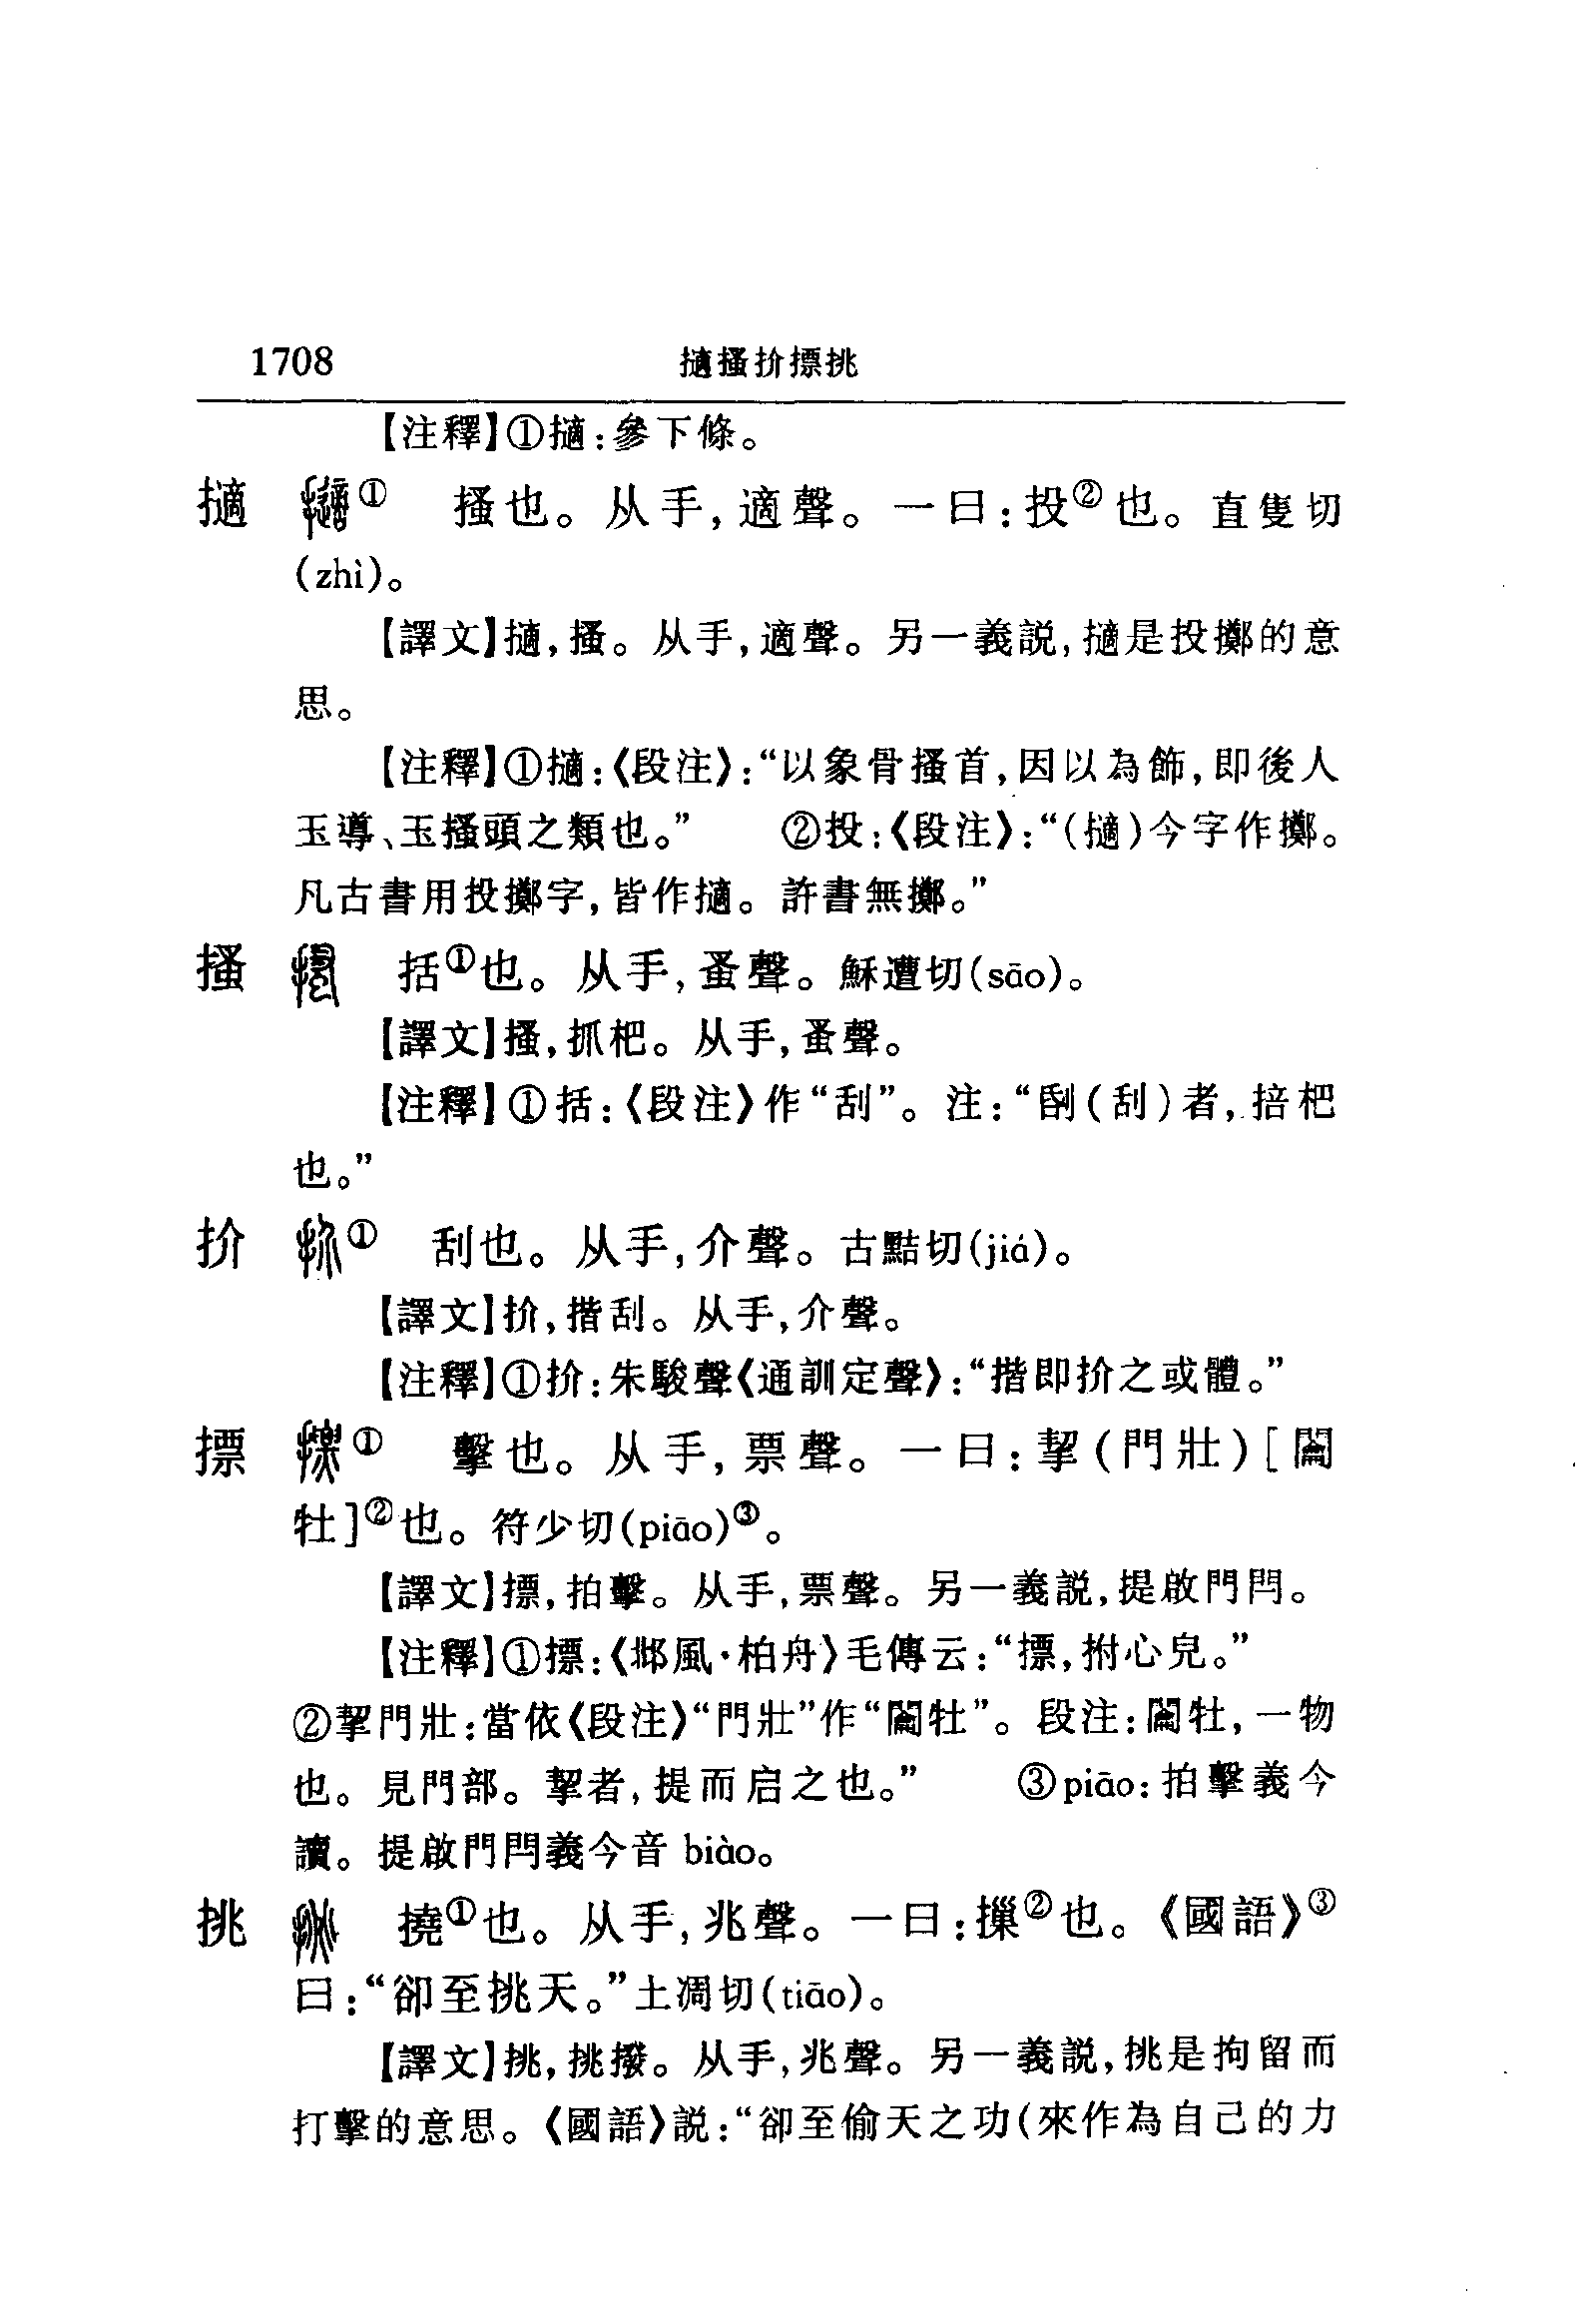 1708 擿搔扴摽挑
【注釋】①擿:參下條。
擿 ① 搔也。从手,適聲。一曰:投②也。直隻切
(zhì)。
【譯文】擿,搔。从手,適聲。另一義説,擿是投擲的意
思。
【注釋】①擿:《段注》:“以象骨搔首,因以為飾,即後人
玉導、玉搔頭之類也。” ②投:《段注》:“(擿)今字作擲。
凡古書用投擲字,皆作擿。許書無擲。”
搔 括①也。从手,蚤聲。穌遭切(sāo)。
【譯文】搔,抓杷。从手,蚤聲。
【注釋】①括:《段注》作“刮”。注:“㓮(刮)者,掊杷
也。”
扴 ① 刮也。从手,介聲。古黠切(jiá)。
【譯文】扴,揩刮。从手,介聲。
【注釋】①扴:朱駿聲《通訓定聲》:“揩即扴之或體。”
摽 ① 擊也。从手,票聲。一曰:挈(門壯)[闟
牡]②也。符少切(piāo)③。
【譯文】摽,拍擊。从手,票聲。另一義説,提啟門閂。
【注釋】①摽:《邶風·柏舟》毛傳云:“摽,拊心皃。”
②挈門壯:當依《段注》“門壯”作“闟牡”。段注:闟牡,一物
也。見門部。挈者,提而启之也。” ③piāo:拍擊義今
讀。提啟門閂義今音 biào。
挑 撓①也。从手,兆聲。一曰:摷②也。《國語》③
曰:“卻至挑天。”土凋切(tiāo)。
【譯文】挑,挑撥。从手,兆聲。另一義説,挑是拘留而
打擊的意思。《國語》説:“卻至偷天之功(來作為自己的力